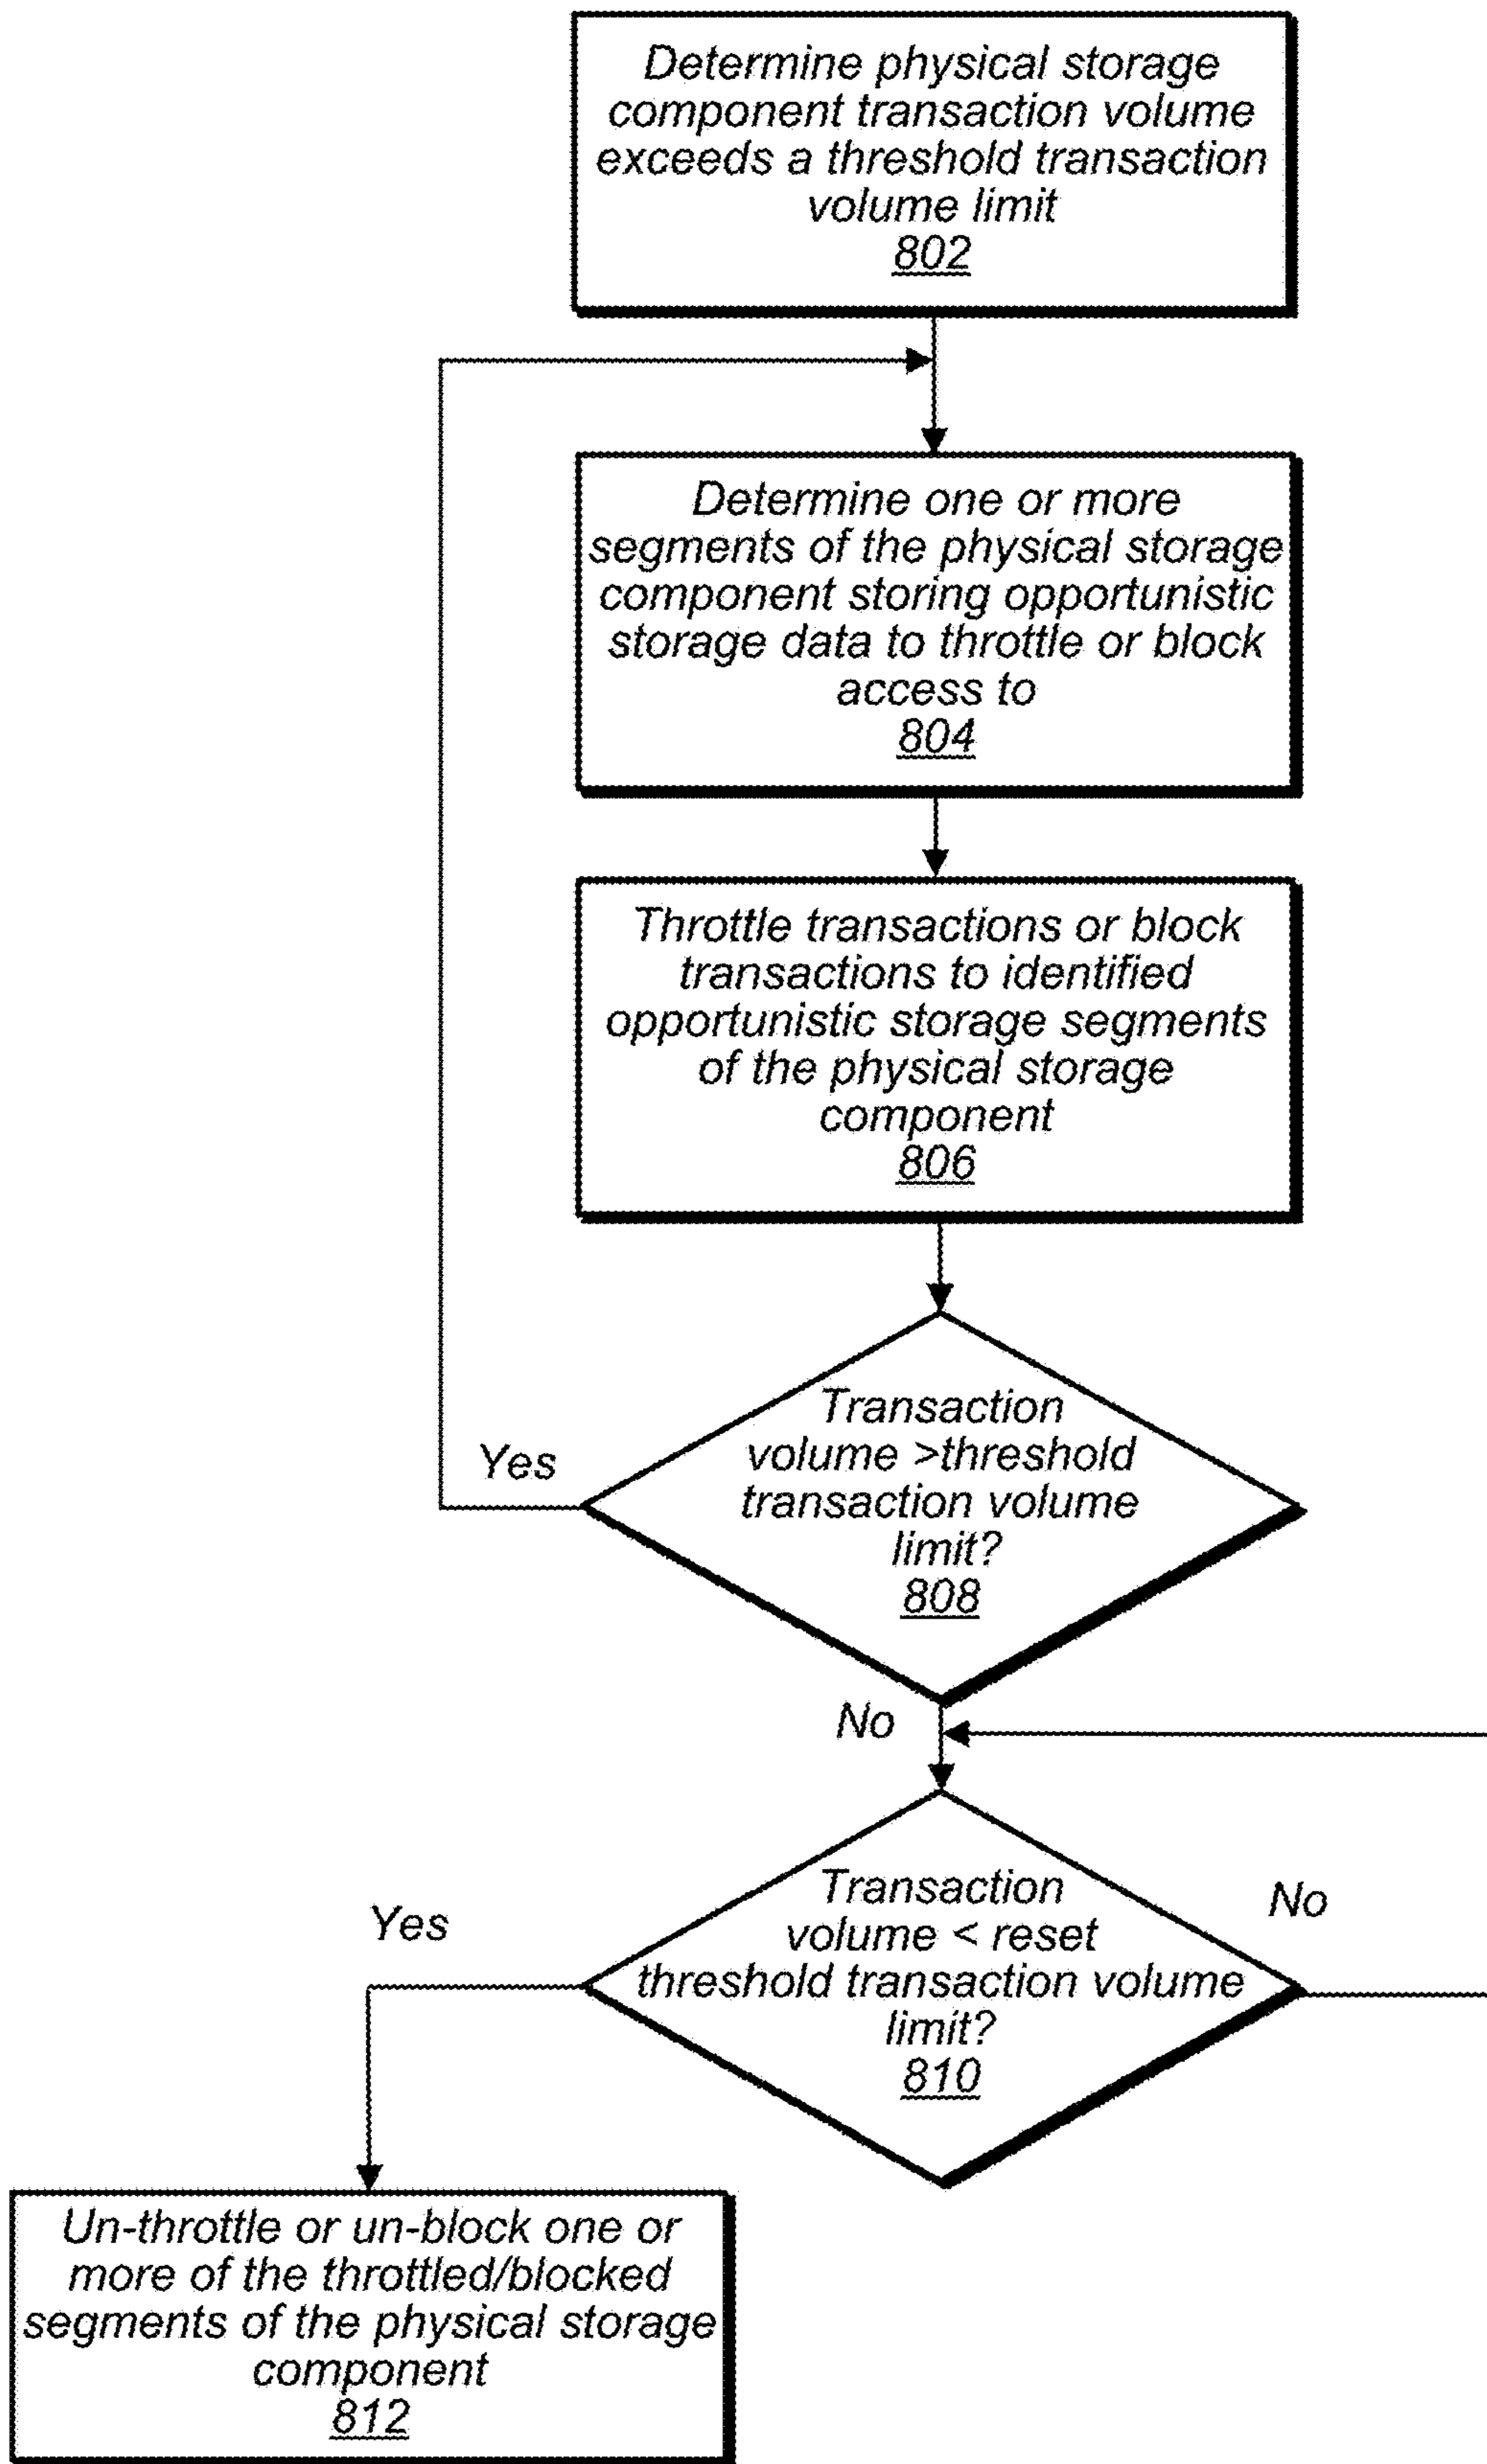 Determine physical storage
component transaction volume
exceeds a threshold transaction
volume limit
802
Determine one or more
segments of the physical storage
component storing opportunistic
storage data to throttle or block
access to
804
Throttle transactions or block
transactions to identified
opportunistic storage segments
of the physical storage
component
806
Transaction
volume >threshold
transaction volume
limit?
808
Yes
No
Transaction
volume < reset
threshold transaction volume
limit?
810
Yes
No
Un-throttle or un-block one or
more of the throttled/blocked
segments of the physical storage
component
812